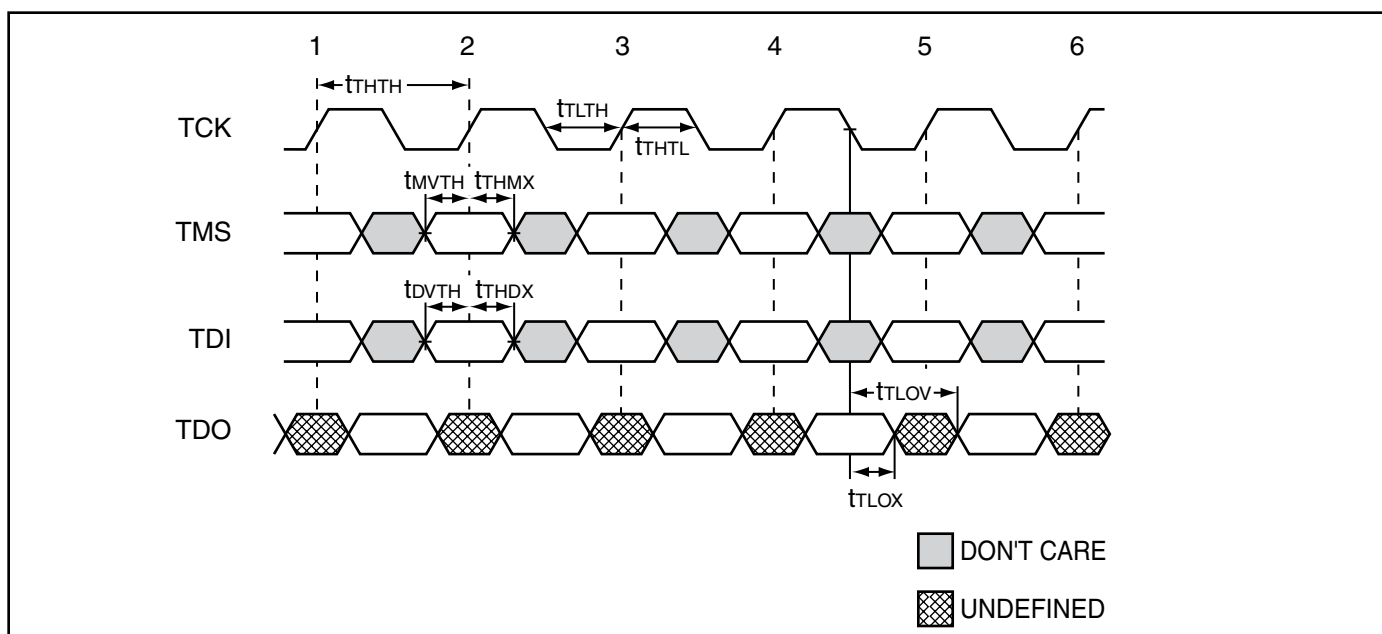 1 2 3 4 5 6
tTHTH
TCK
tTLTH
tTHTL
tMVTH tTHMX
TMS
tDVTH tTHDX
TDI
tTLOV
TDO
tTLOX
DON'T CARE
UNDEFINED